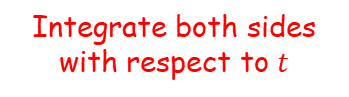 Integrate both sides
with respect to t